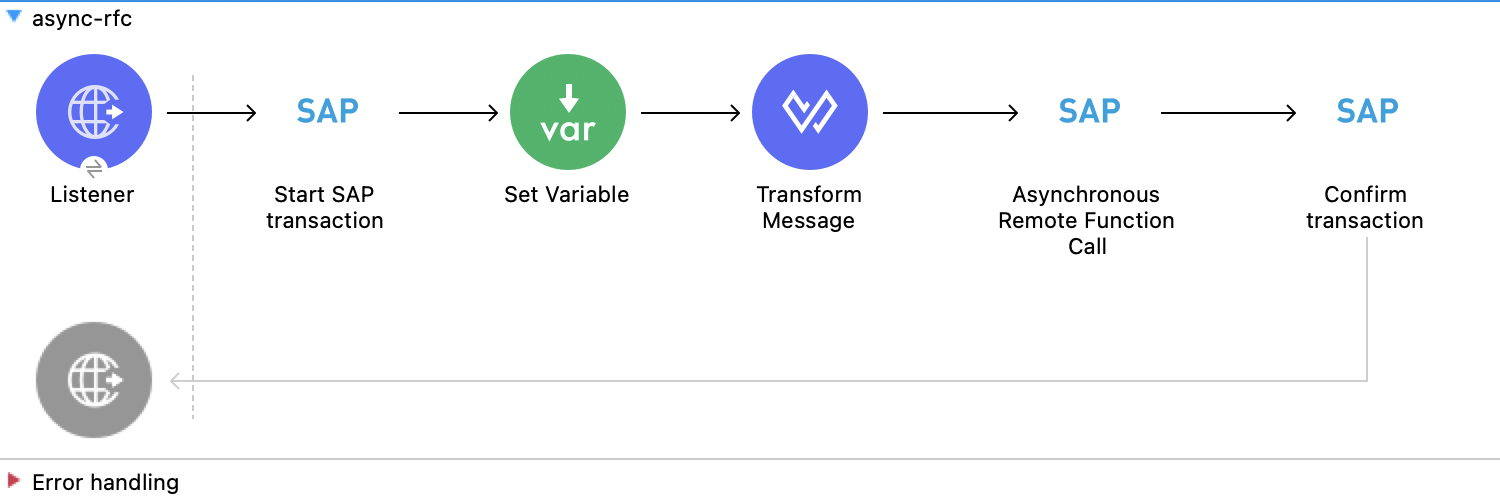 async-rfc
SAP
var
SAP
SAP
Listener
Start SAP
transaction
Set Variable
Transform
Message
Asynchronous
Remote Function
Call
Confirm
transaction
Error handling